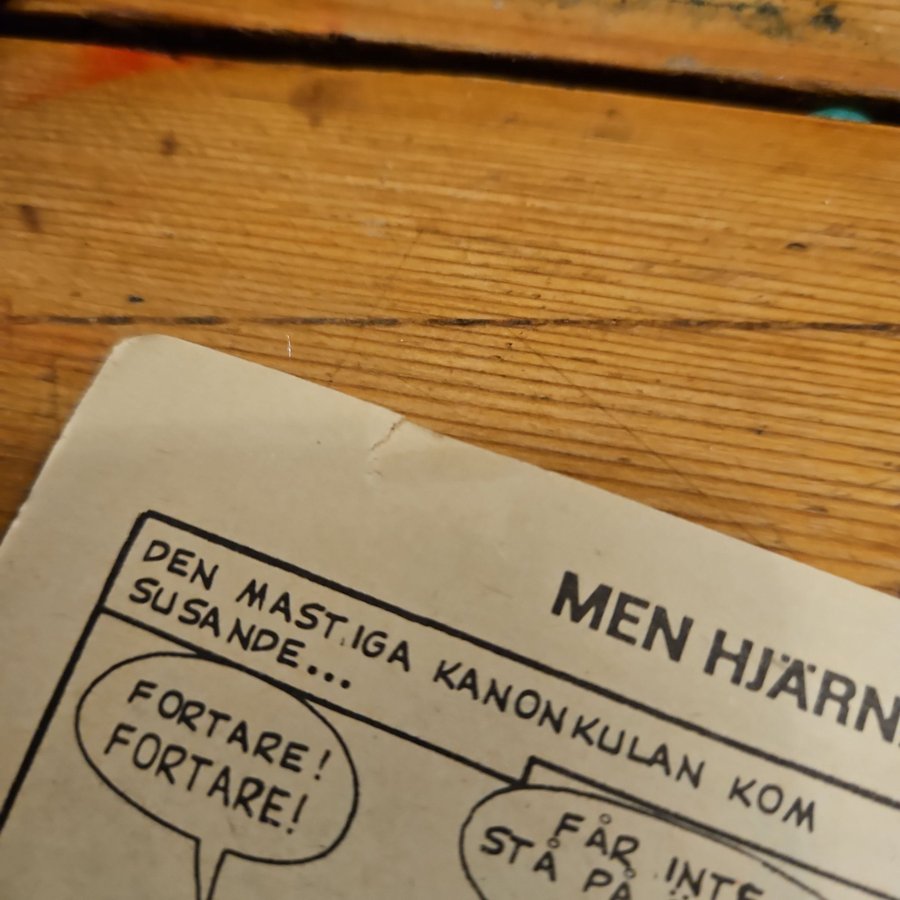 MEN HJÄRN
DEN MASTIGA KANONKULAN KOM
SUSANDE...
FORTARE!
FORTARE!
FÅR INTE
STÅ PÅ